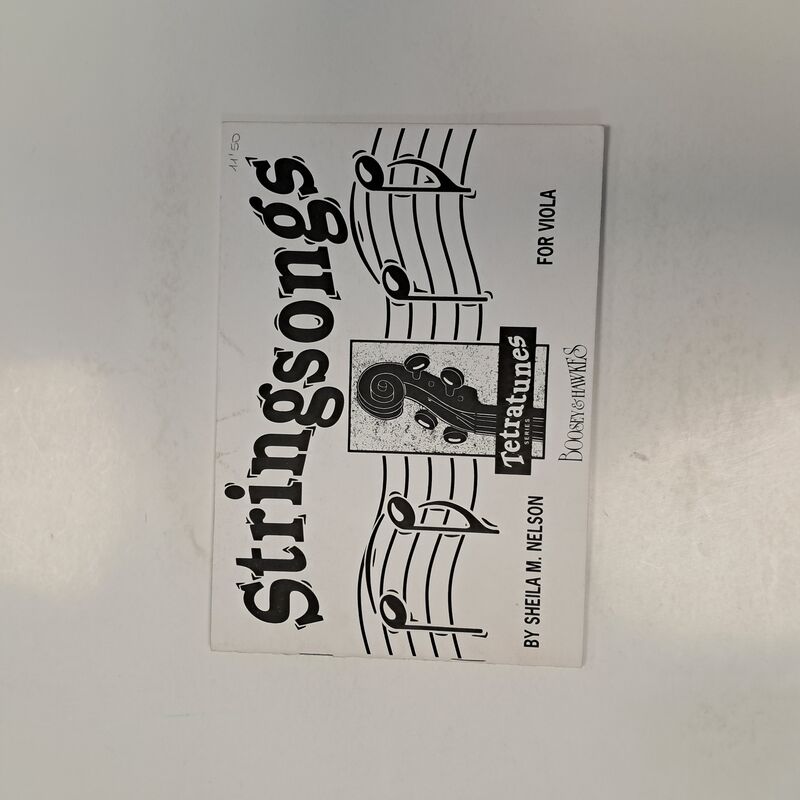 11'50
Stringsongs
Tetratunes
SERIES
BY SHEILA M. NELSON
FOR VIOLA
BOOSEY & HAWKES